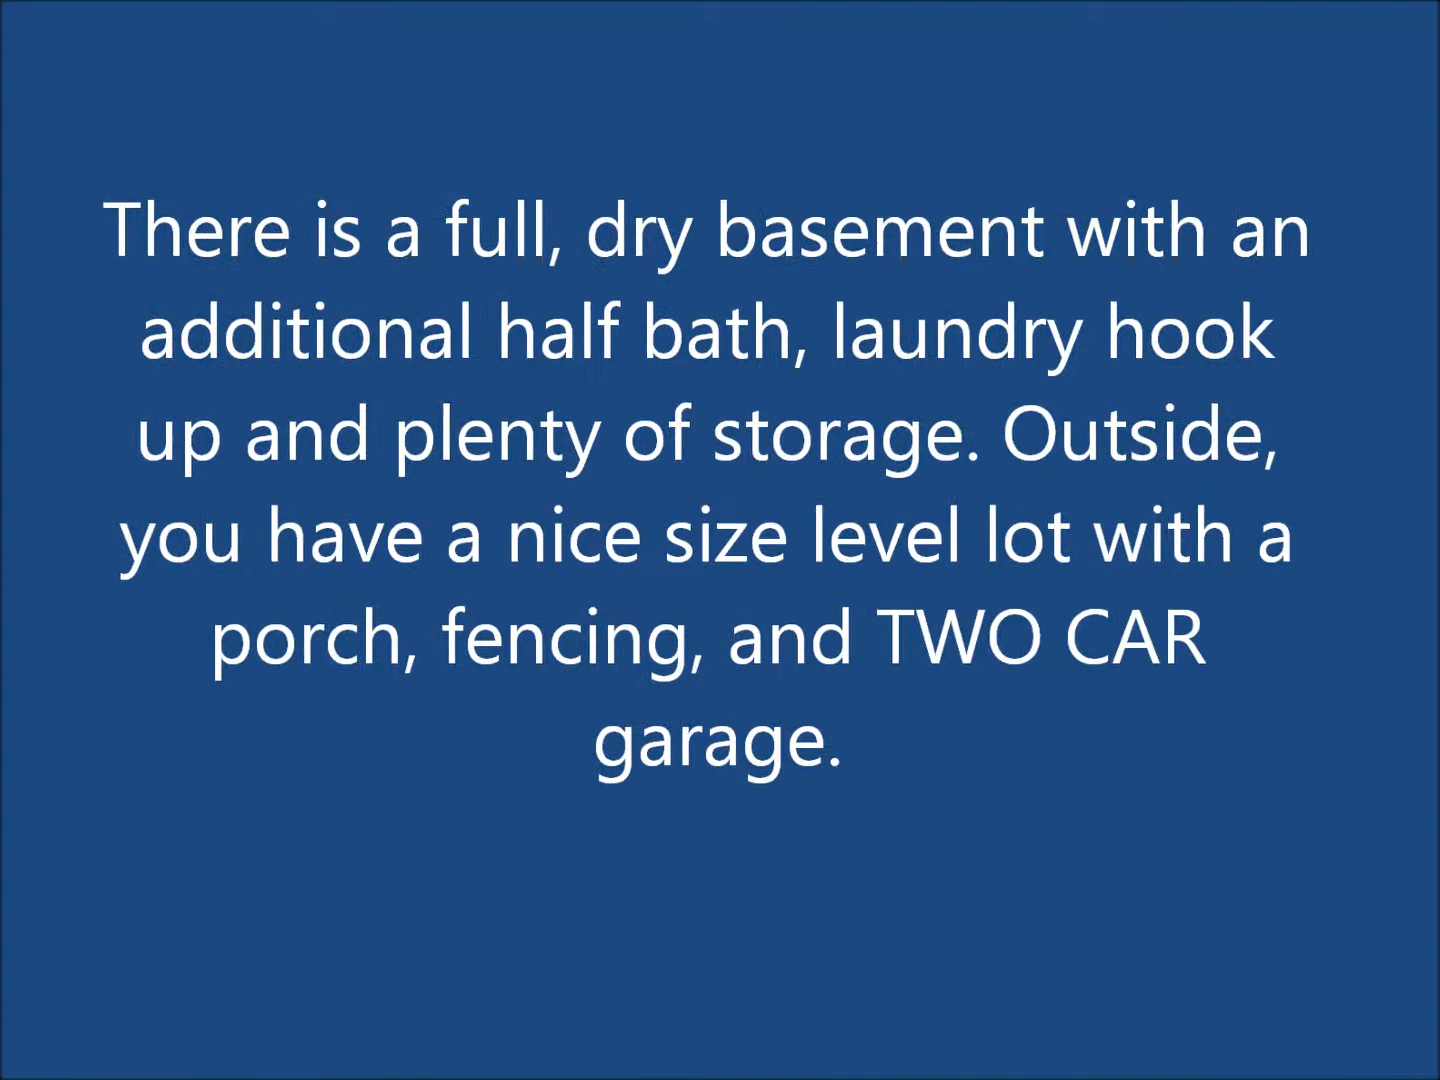 There is a full, dry basement with an
additional half bath, laundry hook
up and plenty of storage. Outside,
you have a nice size level lot with a
porch, fencing, and TWO CAR
garage.